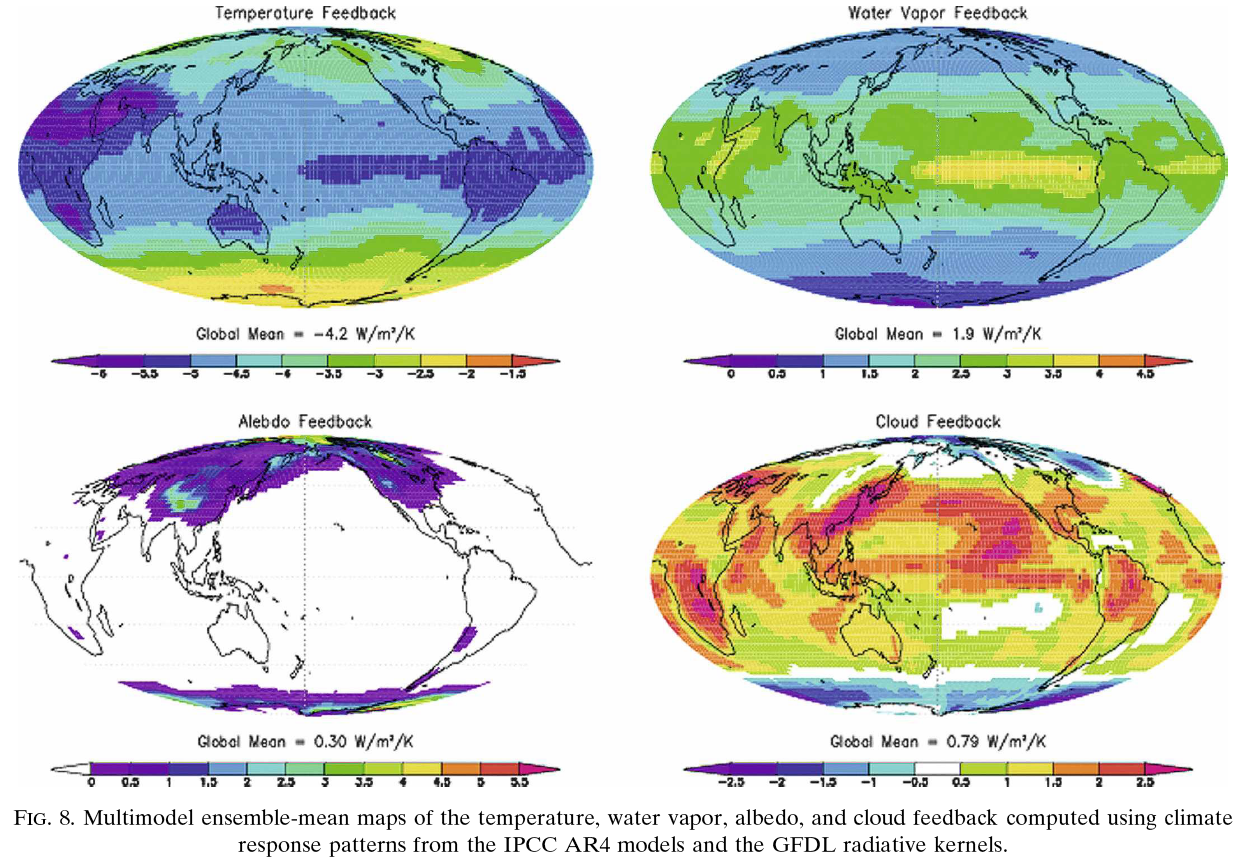 Temperature Feedback
Water Vapor Feedback
Global Mean = −4.2 W/m²/K
Global Mean = 1.9 W/m²/K
−6 −5.5 −5 −4.5 −4 −3.5 −3 −2.5 −2 −1.5
0 0.5 1 1.5 2 2.5 3 3.5 4 4.5
Alebdo Feedback
Cloud Feedback
Global Mean = 0.30 W/m²/K
Global Mean = 0.79 W/m²/K
0 0.5 1 1.5 2 2.5 3 3.5 4 4.5 5 5.5
−2.5 −2 −1.5 −1 −0.5 0.5 1 1.5 2 2.5
FIG. 8. Multimodel ensemble-mean maps of the temperature, water vapor, albedo, and cloud feedback computed using climate
response patterns from the IPCC AR4 models and the GFDL radiative kernels.